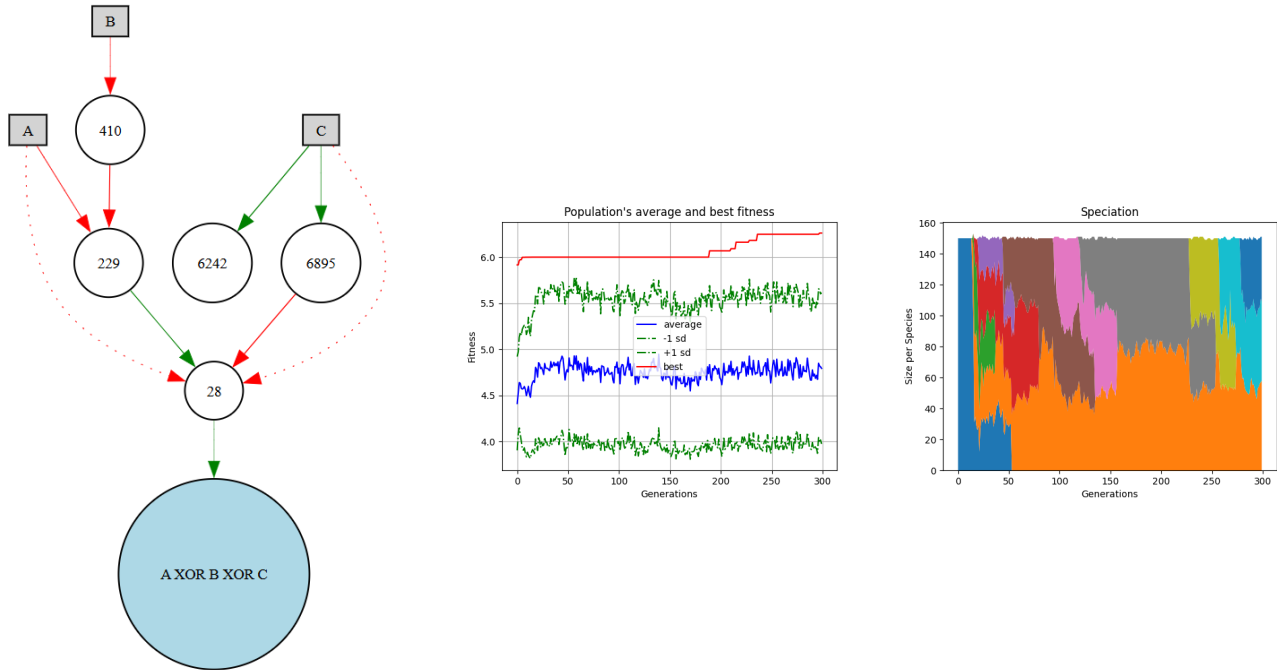 B
A
410
C
229
6242
6895
28
A XOR B XOR C
Population's average and best fitness
Fitness
6.0
5.5
5.0
4.5
4.0
average
-1 sd
+1 sd
best
0
50
100
150
200
250
300
Generations
Speciation
Size per Species
160
140
120
100
80
60
40
20
0
0
50
100
150
200
250
300
Generations